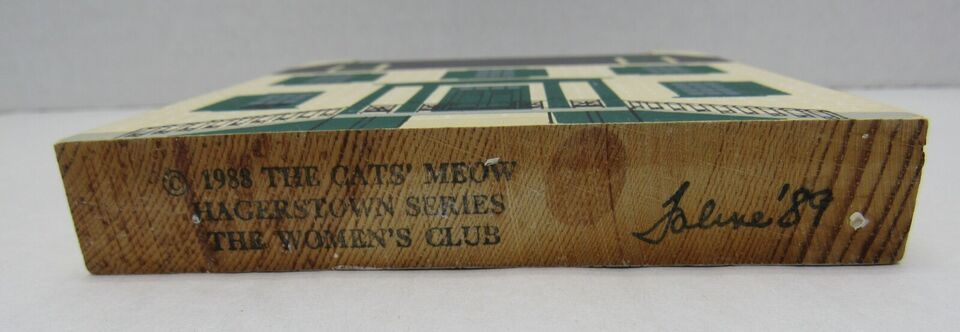 © 1988 THE CATS' MEOW
HAGERSTOWN SERIES
THE WOMEN'S CLUB
Faline '89